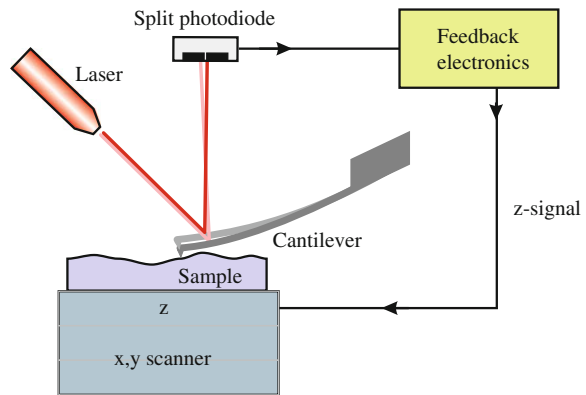 Split photodiode
Feedback
electronics
Laser
z-signal
Cantilever
Sample
z
x,y scanner